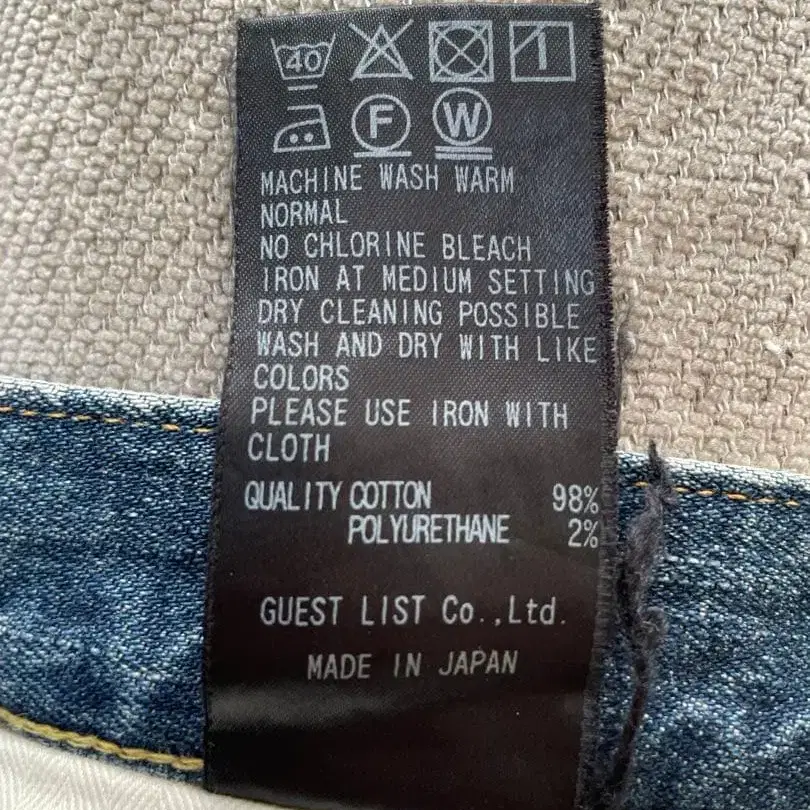 40
F W
MACHINE WASH WARM
NORMAL
NO CHLORINE BLEACH
IRON AT MEDIUM SETTING
DRY CLEANING POSSIBLE
WASH AND DRY WITH LIKE
COLORS
PLEASE USE IRON WITH
CLOTH
QUALITY COTTON 98%
POLYURETHANE 2%
GUEST LIST Co.,Ltd.
MADE IN JAPAN